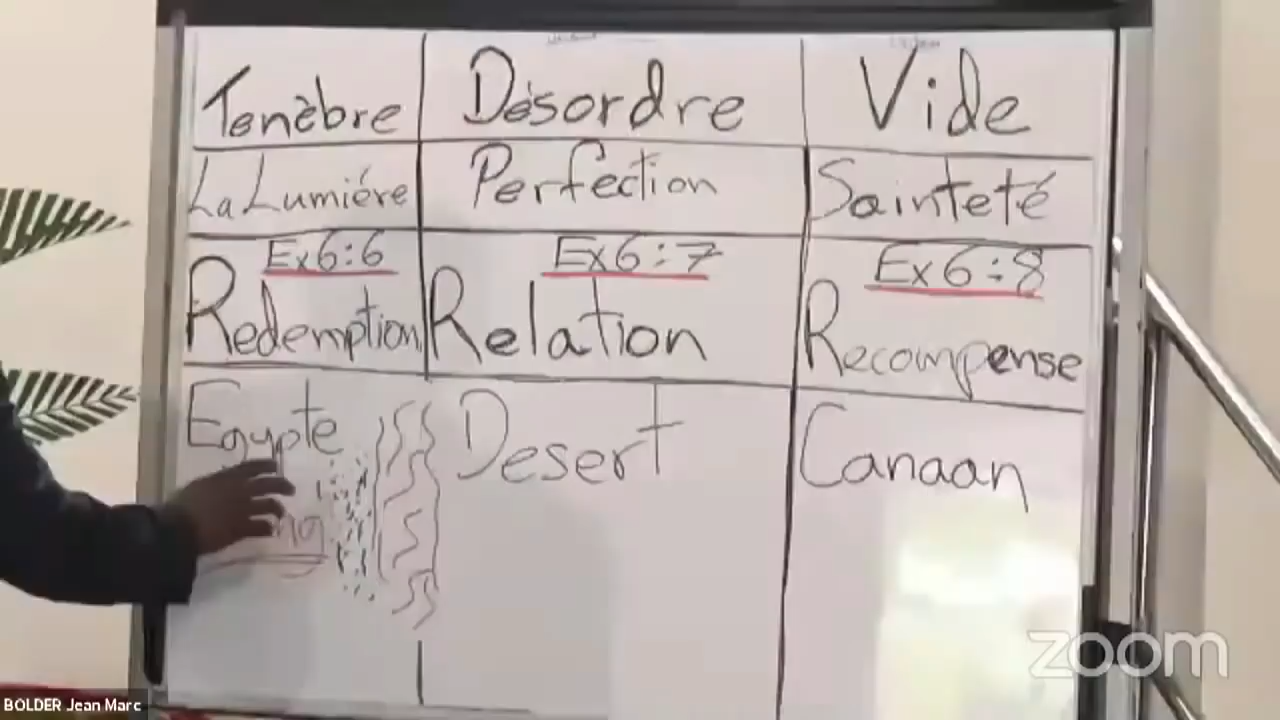 Tenèbre Désordre Vide
La Lumiére Perfection Sainteté
Ex6:6 Ex6:7 Ex6:8
Redemption Relation Recompense
Egypte Desert Canaan
zoom
BOLDER Jean Marc